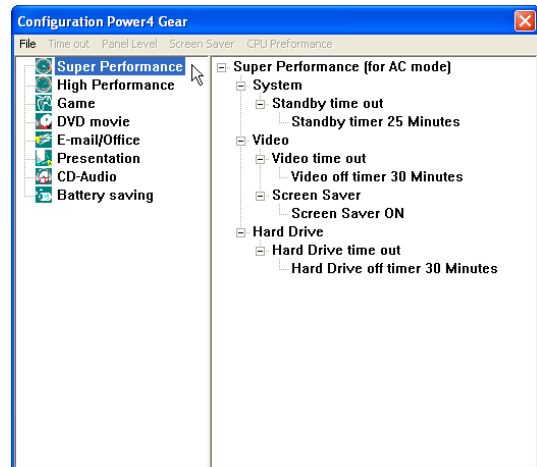 Configuration Power4 Gear
File Time out Panel Level Screen Saver CPU Preformance
Super Performance
High Performance
Game
DVD movie
E-mail/Office
Presentation
CD-Audio
Battery saving
Super Performance (for AC mode)
System
Standby time out
Standby timer 25 Minutes
Video
Video time out
Video off timer 30 Minutes
Screen Saver
Screen Saver ON
Hard Drive
Hard Drive time out
Hard Drive off timer 30 Minutes